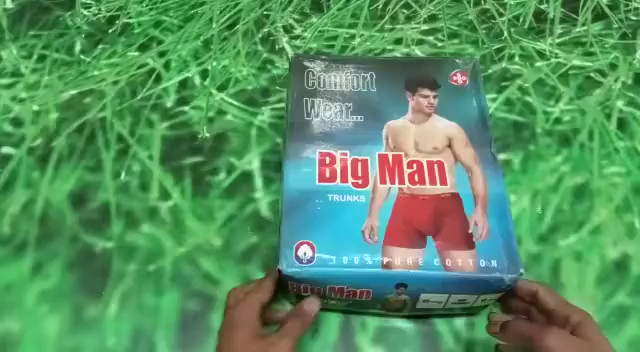 Comfort
Wear...
Big Man
TRUNKS
100% PURE COTTON
Big Man